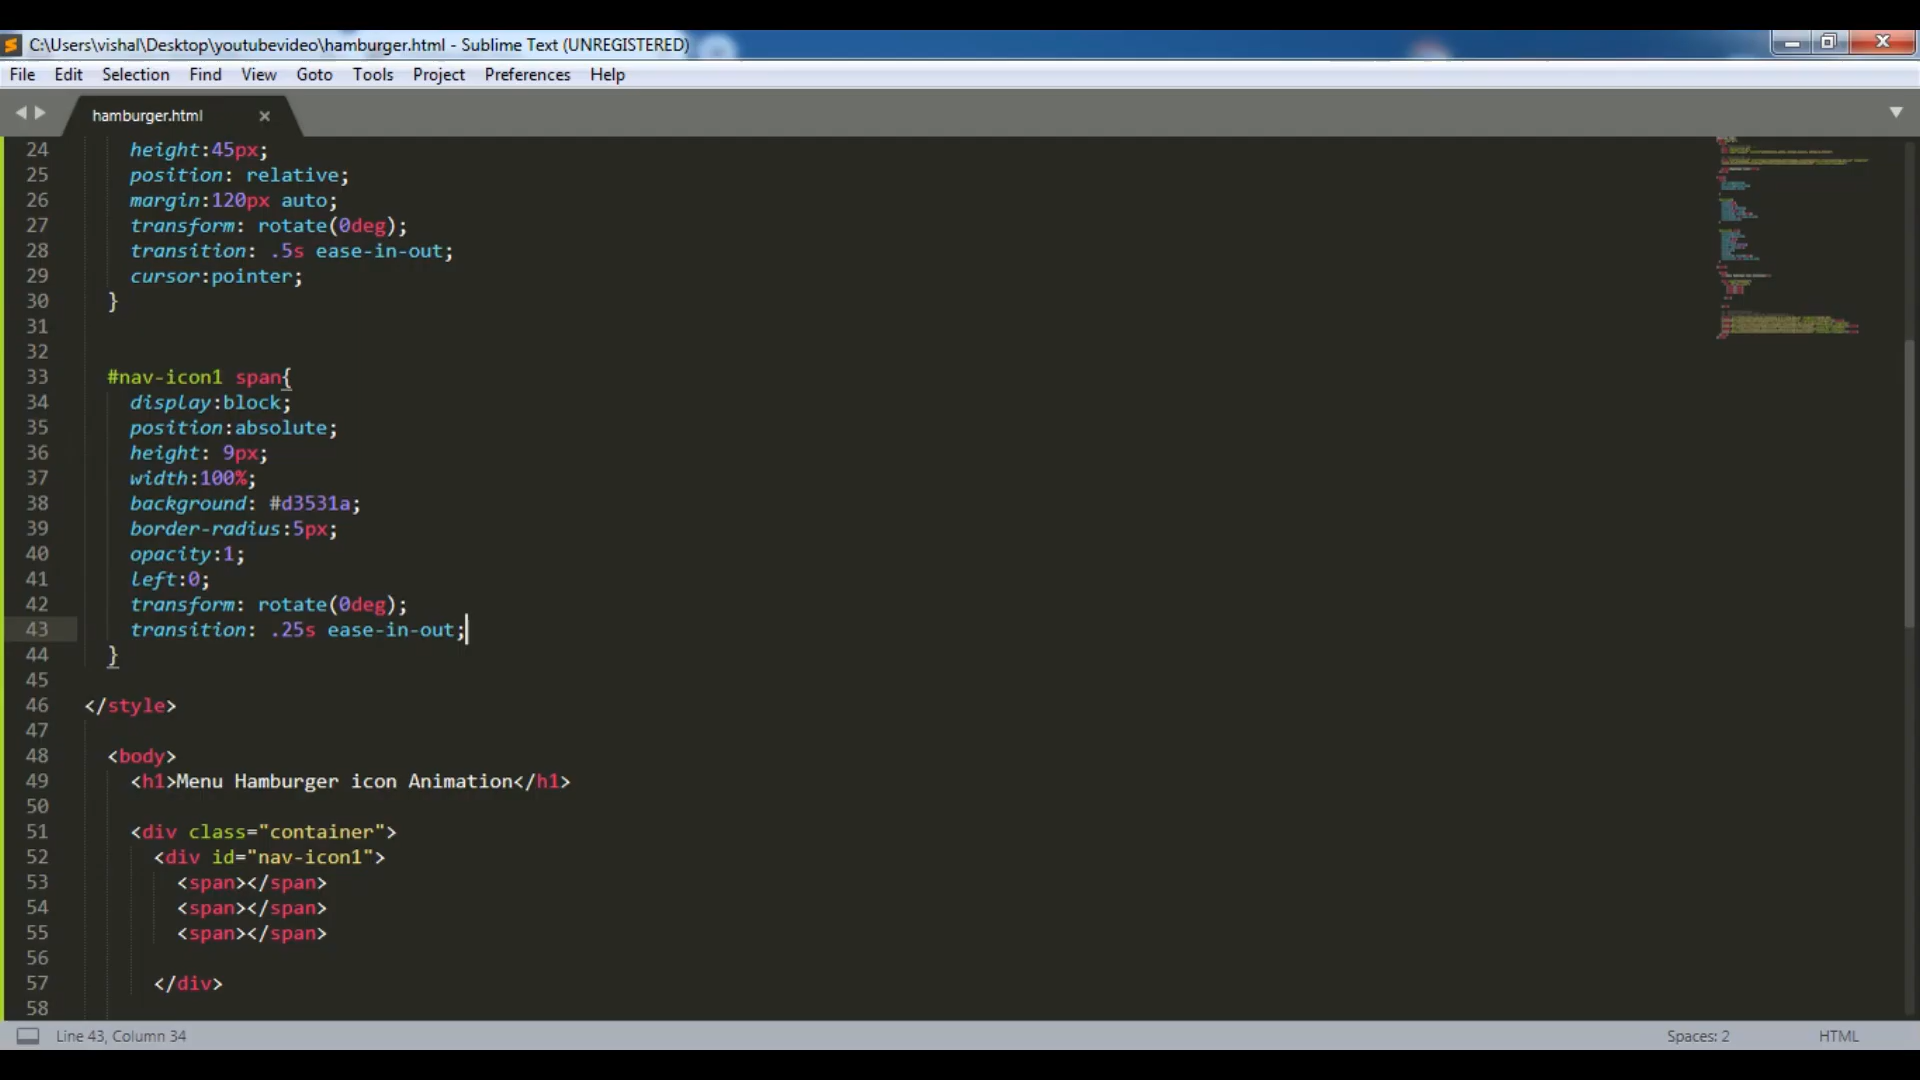 C:\Users\vishal\Desktop\youtubevideo\hamburger.html - Sublime Text (UNREGISTERED)
File Edit Selection Find View Goto Tools Project Preferences Help
hamburger.html
24 height:45px;
25 position: relative;
26 margin:120px auto;
27 transform: rotate(0deg);
28 transition: .5s ease-in-out;
29 cursor:pointer;
30 }
31
32
33 #nav-icon1 span{
34 display:block;
35 position:absolute;
36 height: 9px;
37 width:100%;
38 background: #d3531a;
39 border-radius:5px;
40 opacity:1;
41 left:0;
42 transform: rotate(0deg);
43 transition: .25s ease-in-out;
44 }
45
46 </style>
47
48 <body>
49 <h1>Menu Hamburger icon Animation</h1>
50
51 <div class="container">
52 <div id="nav-icon1">
53 <span></span>
54 <span></span>
55 <span></span>
56
57 </div>
58
Line 43, Column 34 Spaces: 2 HTML